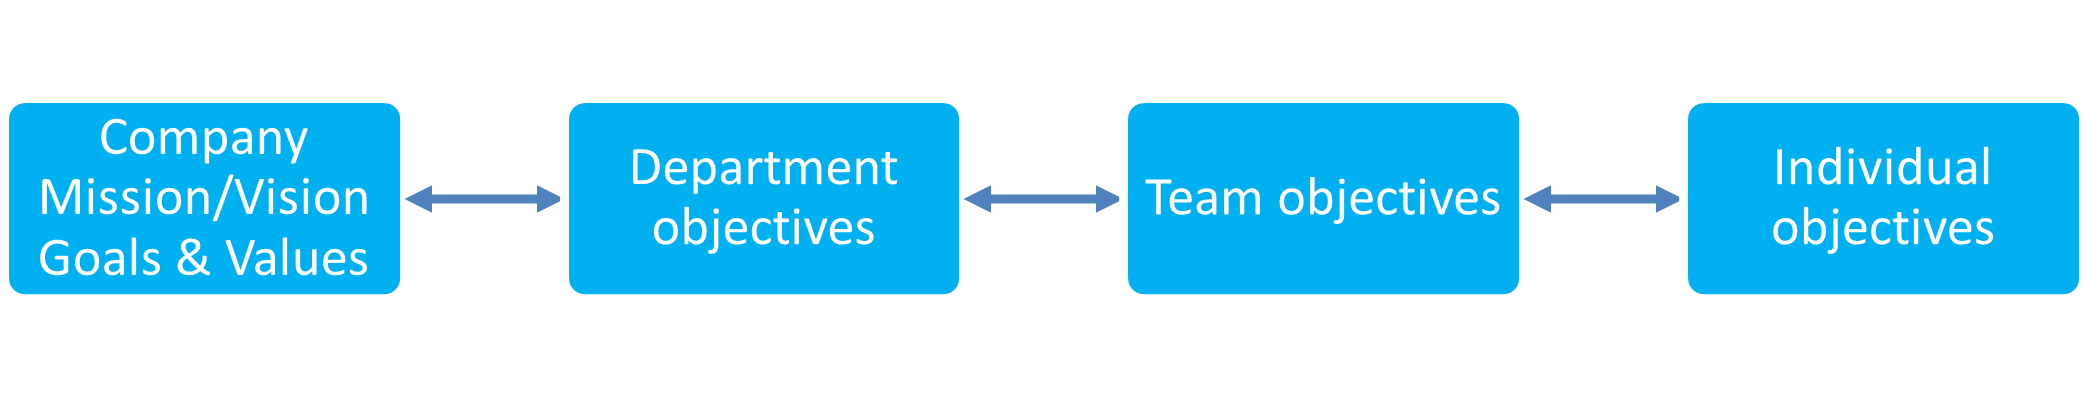 Company
Mission/Vision
Goals & Values
Department
objectives
Team objectives
Individual
objectives